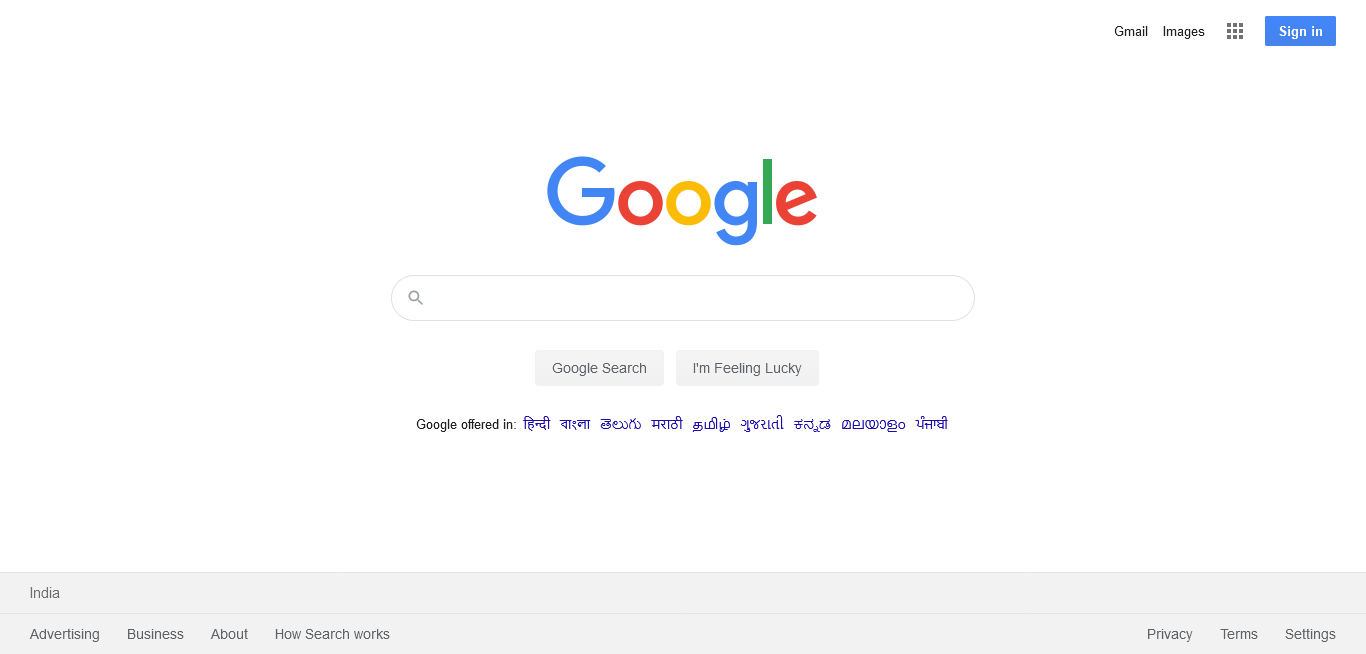 Gmail Images Sign in
Google
Google Search I'm Feeling Lucky
Google offered in: हिन्दी বাংলা తెలుగు मराठी தமிழ் ગુજરાતી ಕನ್ನಡ മലയാളം ਪੰਜਾਬੀ
India
Advertising Business About How Search works Privacy Terms Settings